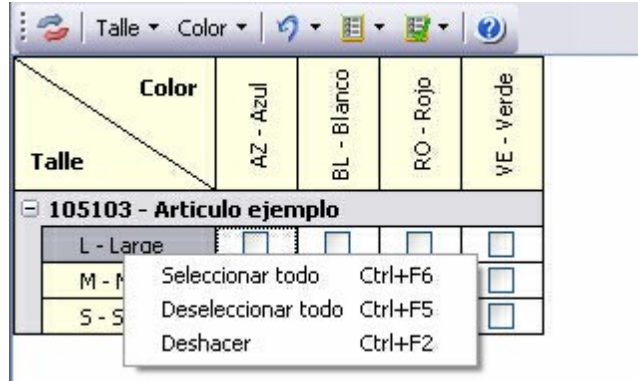 Talle Color
Color
Talle
AZ - Azul
BL - Blanco
RO - Rojo
VE - Verde
105103 - Articulo ejemplo
L - Large
M -
Seleccionar todo Ctrl+F6
S - S
Deseleccionar todo Ctrl+F5
Deshacer Ctrl+F2